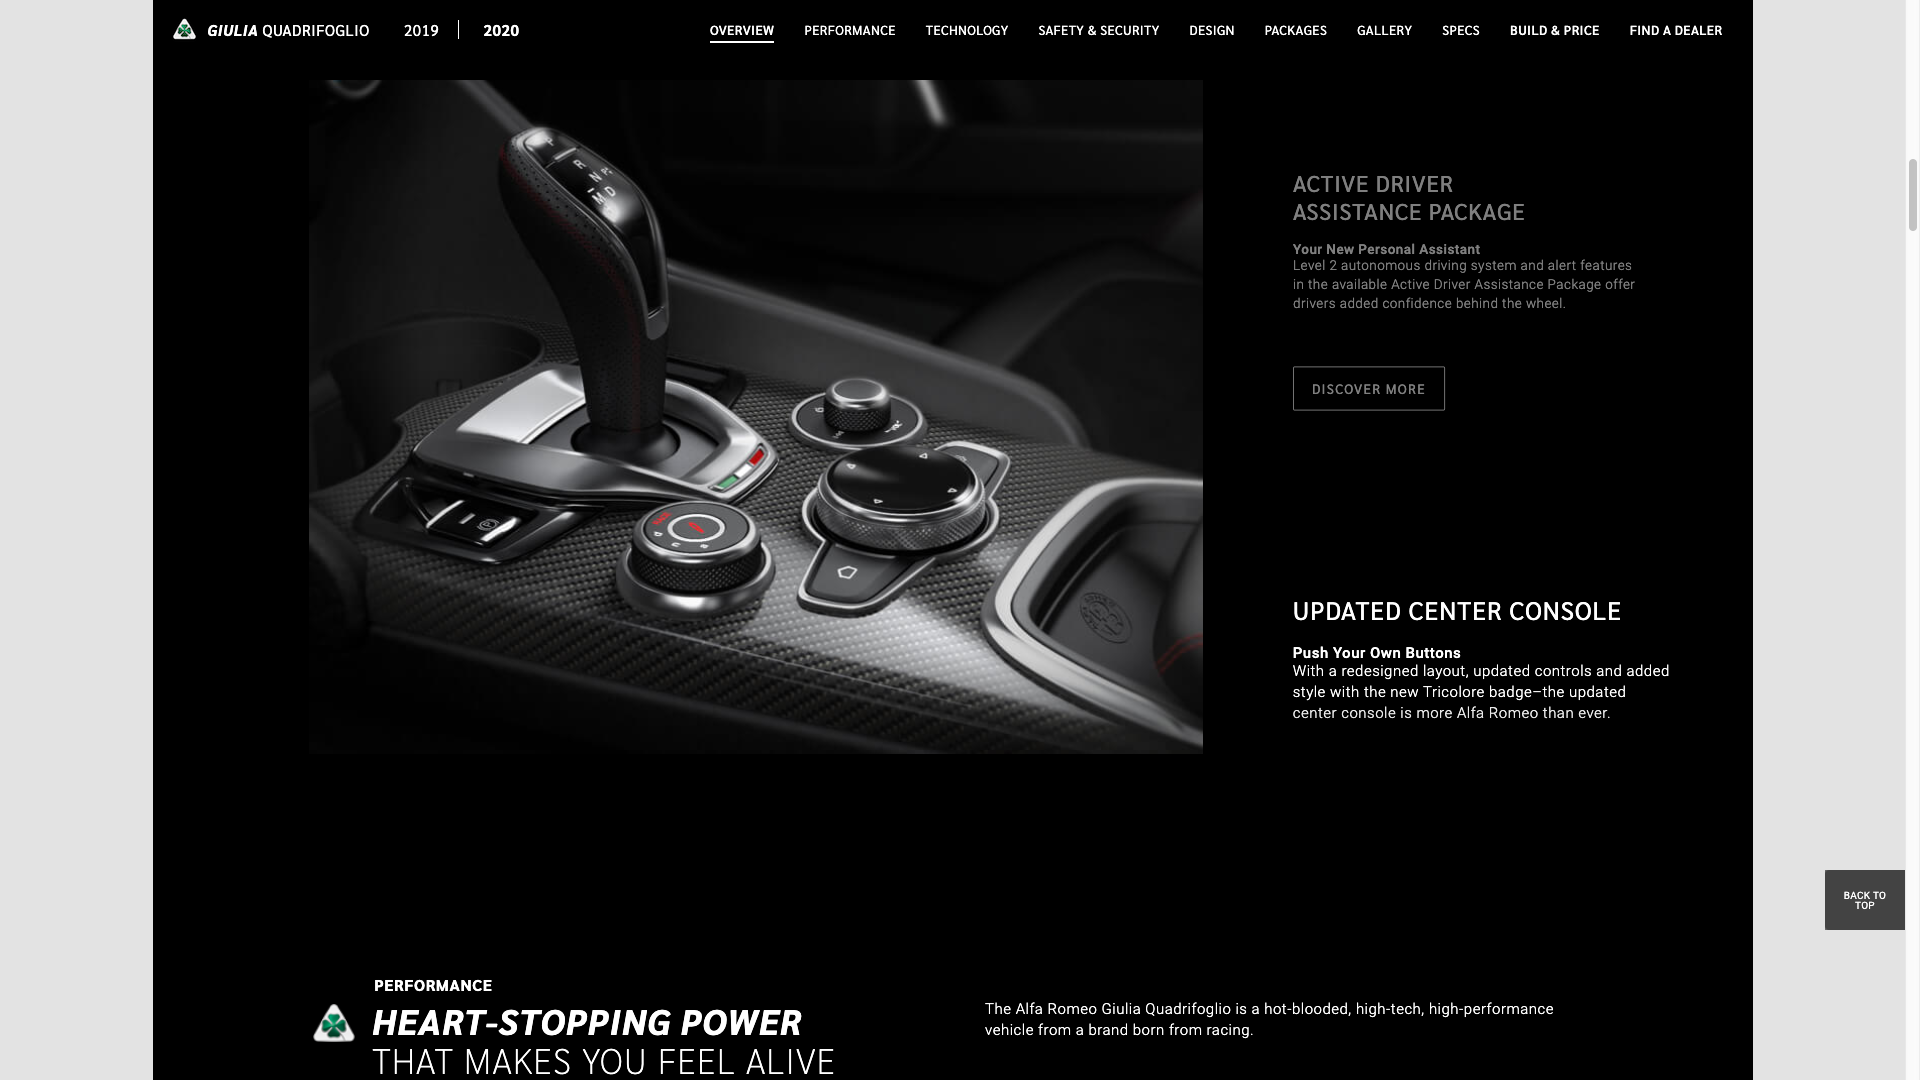 GIULIA QUADRIFOGLIO 2019 2020 OVERVIEW PERFORMANCE TECHNOLOGY SAFETY & SECURITY DESIGN PACKAGES GALLERY SPECS BUILD & PRICE FIND A DEALER
P
R
N
D
M
ACTIVE DRIVER
ASSISTANCE PACKAGE
Your New Personal Assistant
Level 2 autonomous driving system and alert features
in the available Active Driver Assistance Package offer
drivers added confidence behind the wheel.
DISCOVER MORE
UPDATED CENTER CONSOLE
Push Your Own Buttons
With a redesigned layout, updated controls and added
style with the new Tricolore badge–the updated
center console is more Alfa Romeo than ever.
BACK TO
TOP
PERFORMANCE
HEART-STOPPING POWER
THAT MAKES YOU FEEL ALIVE
The Alfa Romeo Giulia Quadrifoglio is a hot-blooded, high-tech, high-performance
vehicle from a brand born from racing.